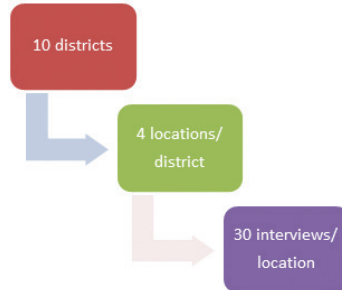 10 districts
4 locations/
district
30 interviews/
location